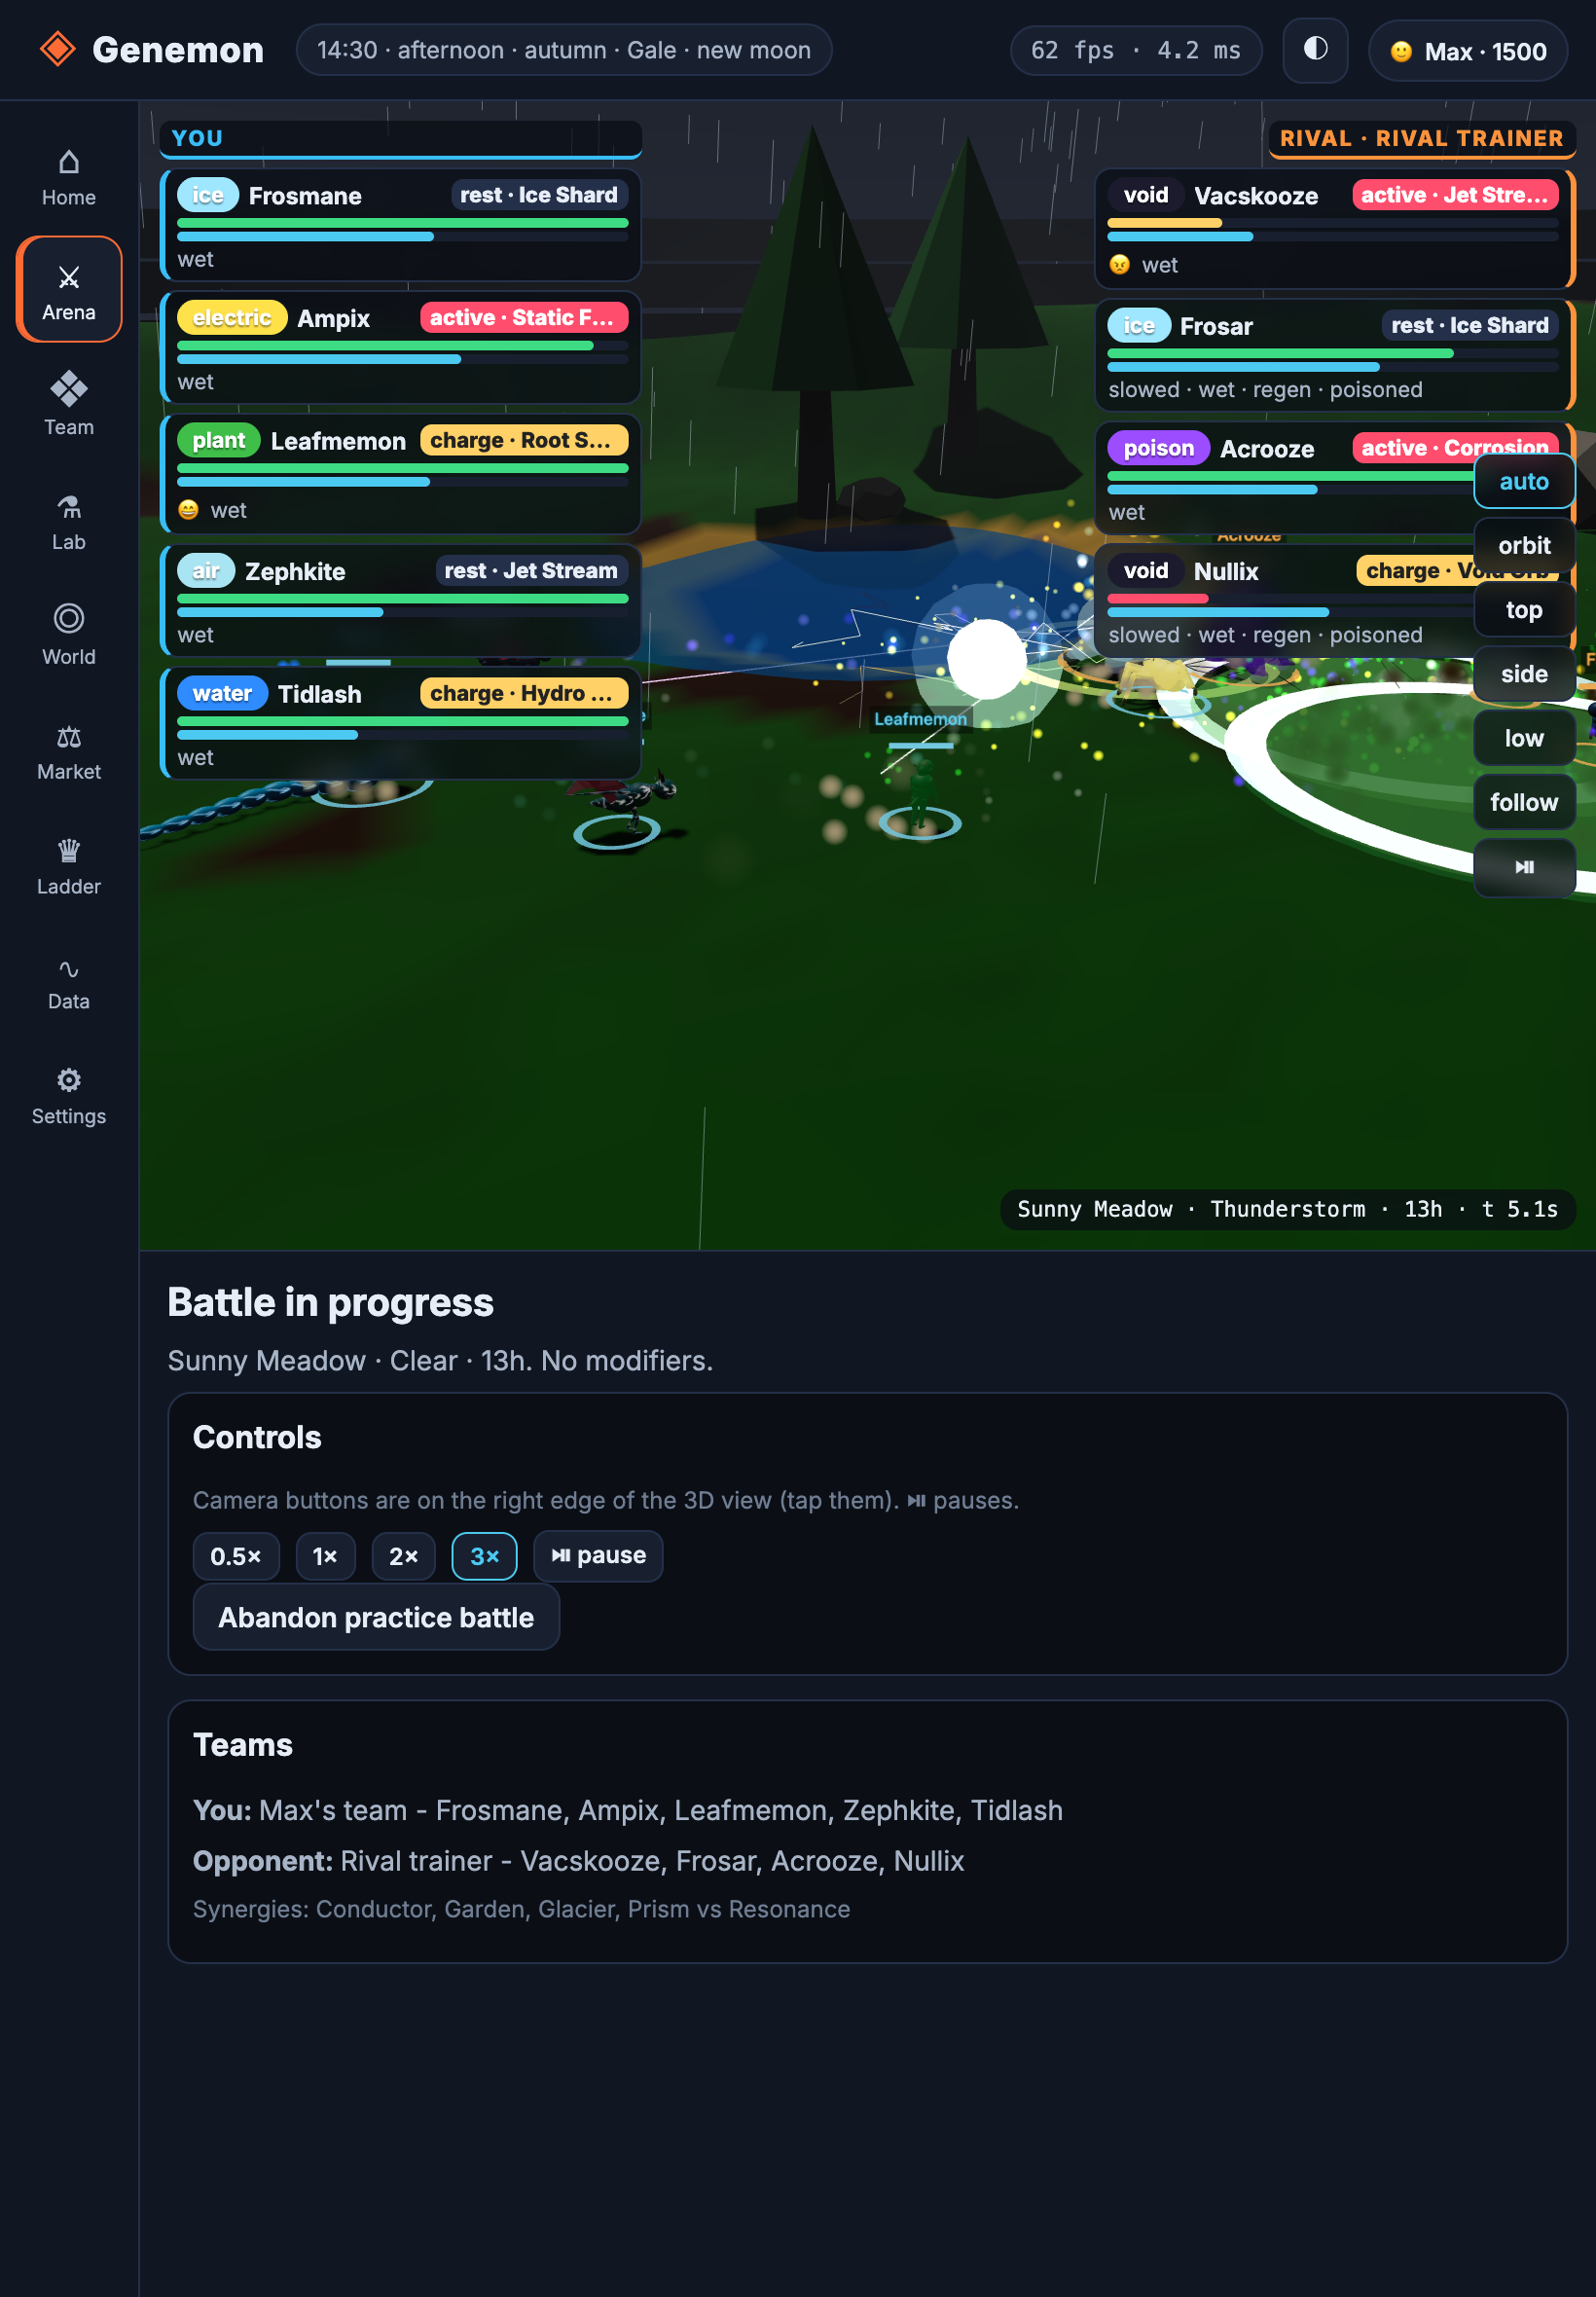 Genemon
14:30 · afternoon · autumn · Gale · new moon
62 fps · 4.2 ms
Max · 1500
Home
Arena
Team
Lab
World
Market
Ladder
Data
Settings
YOU
ice Frosmane rest · Ice Shard
wet
electric Ampix active · Static F...
wet
plant Leafmemon charge · Root S...
wet
air Zephkite rest · Jet Stream
wet
water Tidlash charge · Hydro ...
wet
RIVAL · RIVAL TRAINER
void Vacskooze active · Jet Stre...
wet
ice Frosar rest · Ice Shard
slowed · wet · regen · poisoned
poison Acrooze active · Corrosion
wet
Acrooze
void Nullix charge · Void Orb
slowed · wet · regen · poisoned
auto
orbit
top
side
low
follow
Leafmemon
Sunny Meadow · Thunderstorm · 13h · t 5.1s
Battle in progress
Sunny Meadow · Clear · 13h. No modifiers.
Controls
Camera buttons are on the right edge of the 3D view (tap them). ⏯ pauses.
0.5× 1× 2× 3× ⏯ pause
Abandon practice battle
Teams
You: Max's team - Frosmane, Ampix, Leafmemon, Zephkite, Tidlash
Opponent: Rival trainer - Vacskooze, Frosar, Acrooze, Nullix
Synergies: Conductor, Garden, Glacier, Prism vs Resonance